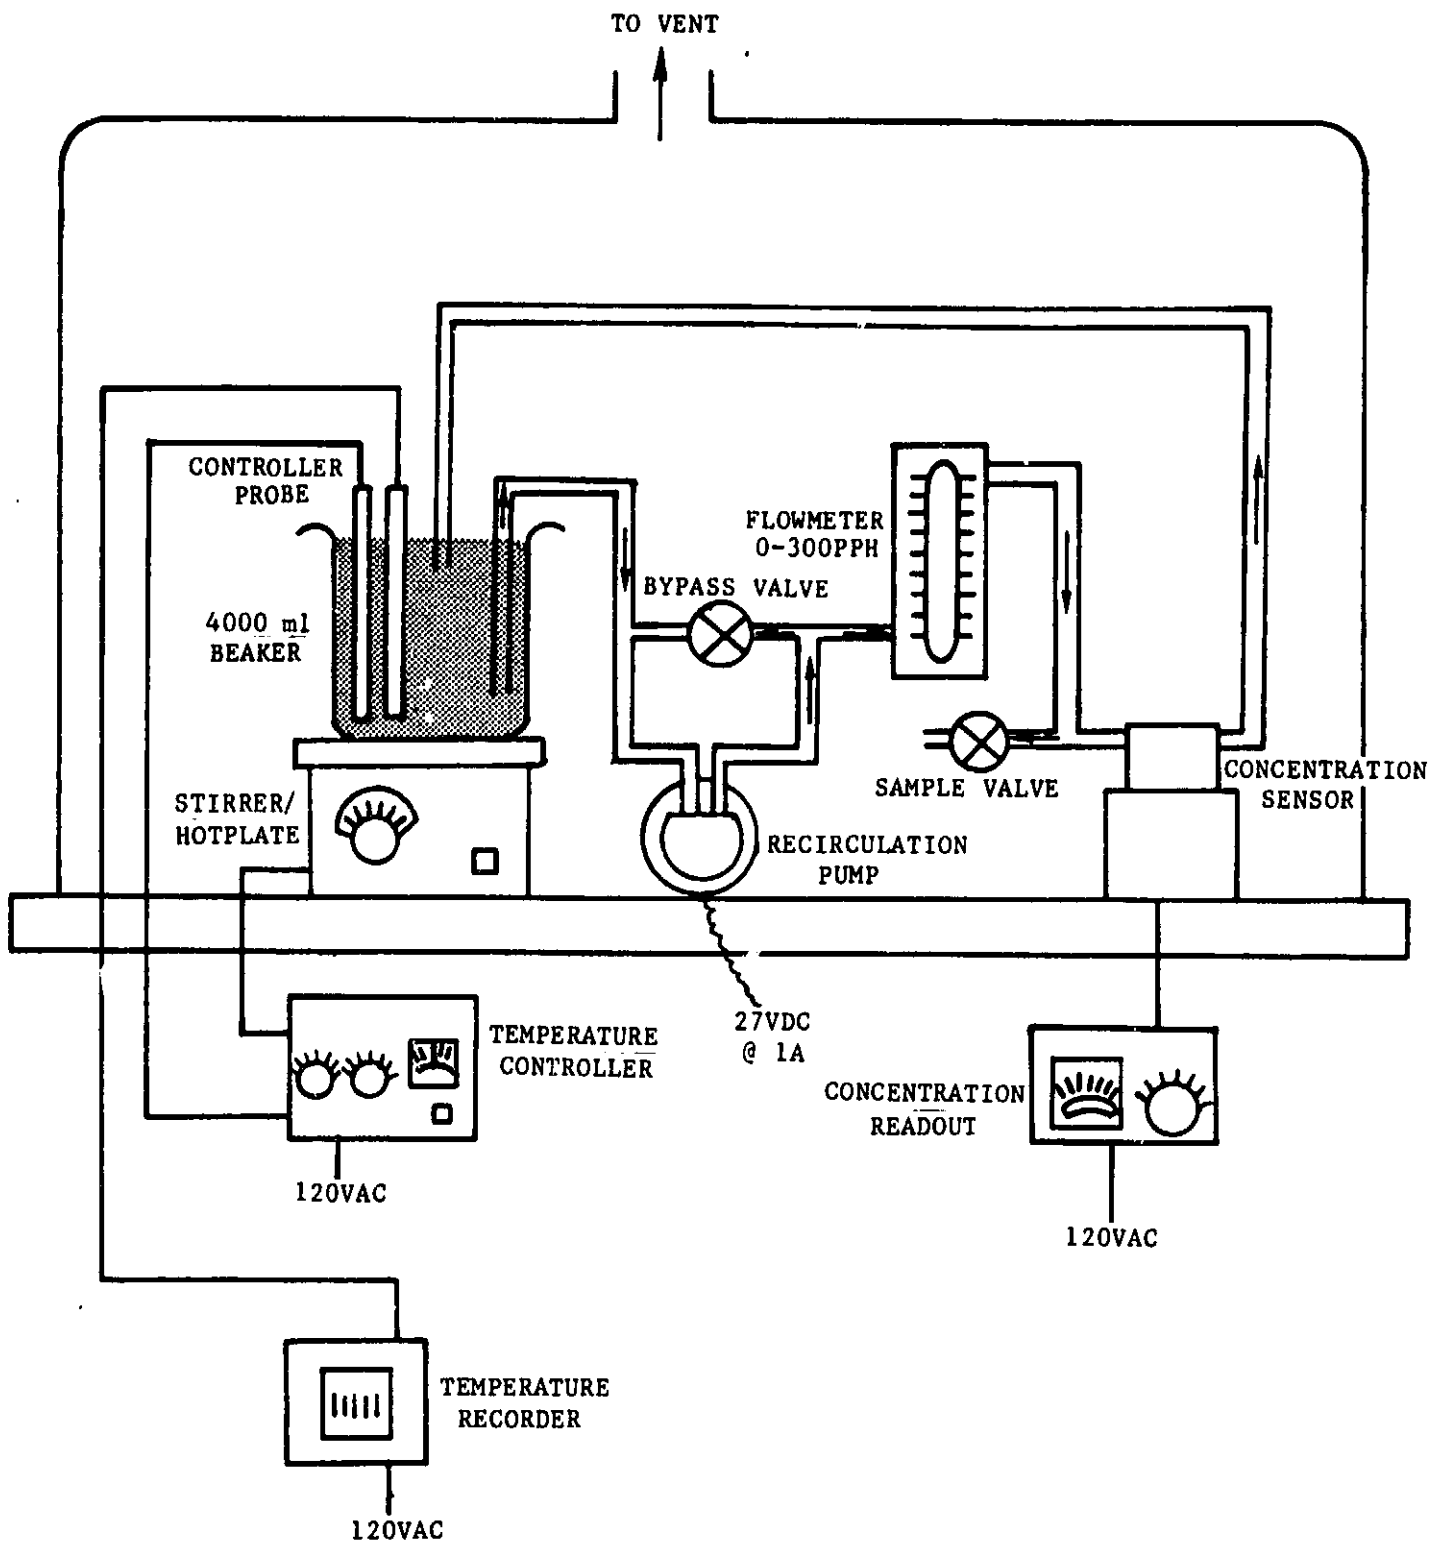 TO VENT
CONTROLLER
PROBE
4000 ml
BEAKER
FLOWMETER
0-300PPH
BYPASS VALVE
SAMPLE VALVE
CONCENTRATION
SENSOR
STIRRER/
HOTPLATE
RECIRCULATION
PUMP
27VDC
@ 1A
TEMPERATURE
CONTROLLER
120VAC
CONCENTRATION
READOUT
120VAC
TEMPERATURE
RECORDER
120VAC